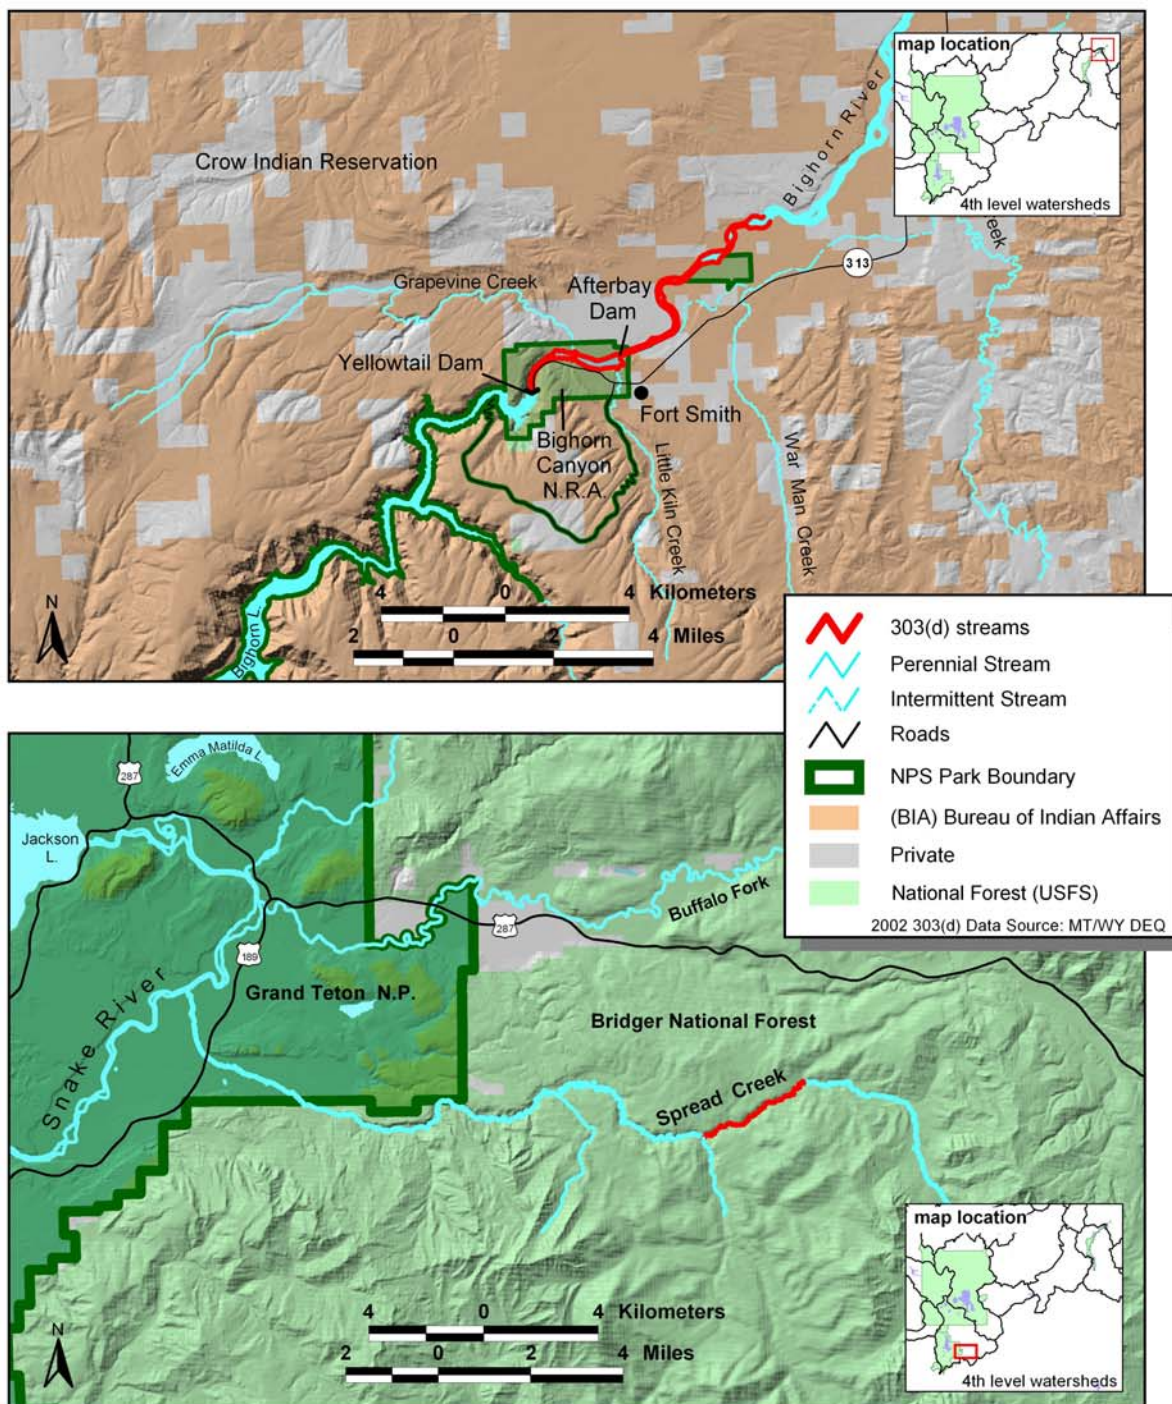 map location
4th level watersheds
Bighorn River
Crow Indian Reservation
313
Grapevine Creek
Afterbay
Dam
Yellowtail Dam
Fort Smith
Bighorn
Canyon
N.R.A.
Little Kiln Creek
War Man Creek
reek
Bighorn L.
N
4 0 4 Kilometers
2 0 2 4 Miles
303(d) streams
Perennial Stream
Intermittent Stream
Roads
NPS Park Boundary
(BIA) Bureau of Indian Affairs
Private
National Forest (USFS)
2002 303(d) Data Source: MT/WY DEQ
Emma Matilda L.
287
Jackson
L.
Buffalo Fork
287
189
Grand Teton N.P.
Snake River
Bridger National Forest
Spread Creek
map location
4th level watersheds
N
4 0 4 Kilometers
2 0 2 4 Miles